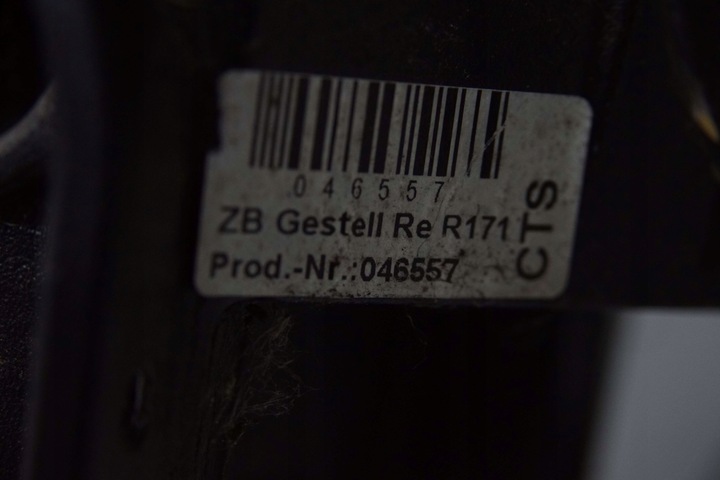 046557
ZB Gestell Re R171
Prod.-Nr.:046557
CTS